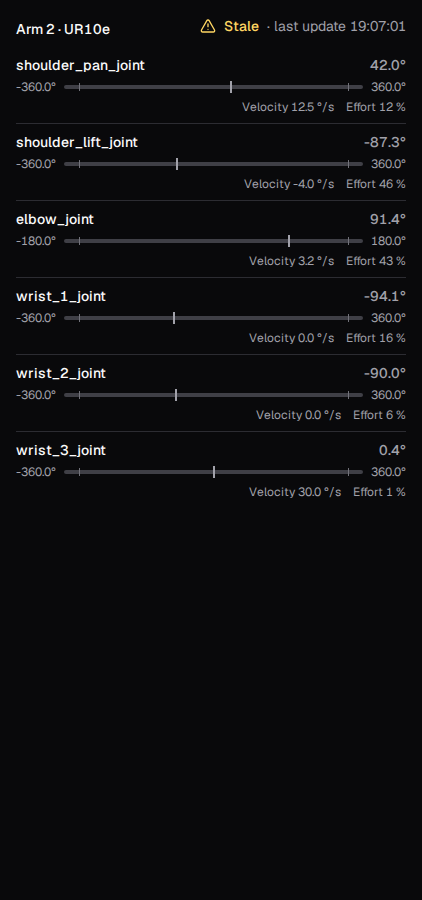 Arm 2 · UR10e
Stale · last update 19:07:01
shoulder_pan_joint 42.0°
-360.0° 360.0°
Velocity 12.5 °/s Effort 12 %
shoulder_lift_joint -87.3°
-360.0° 360.0°
Velocity -4.0 °/s Effort 46 %
elbow_joint 91.4°
-180.0° 180.0°
Velocity 3.2 °/s Effort 43 %
wrist_1_joint -94.1°
-360.0° 360.0°
Velocity 0.0 °/s Effort 16 %
wrist_2_joint -90.0°
-360.0° 360.0°
Velocity 0.0 °/s Effort 6 %
wrist_3_joint 0.4°
-360.0° 360.0°
Velocity 30.0 °/s Effort 1 %